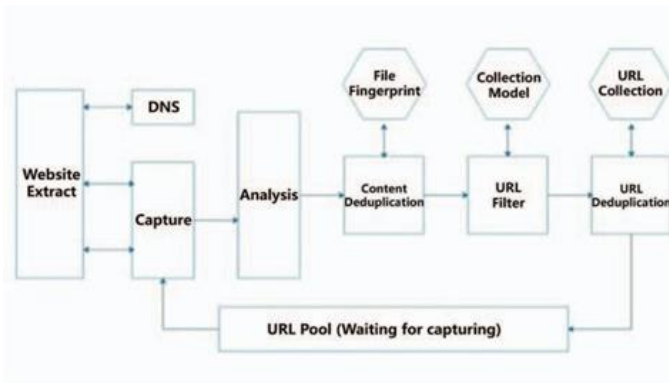 File
Fingerprint
Collection
Model
URL
Collection
DNS
Website
Extract
Capture
Analysis
Content
Deduplication
URL
Filter
URL
Deduplication
URL Pool (Waiting for capturing)